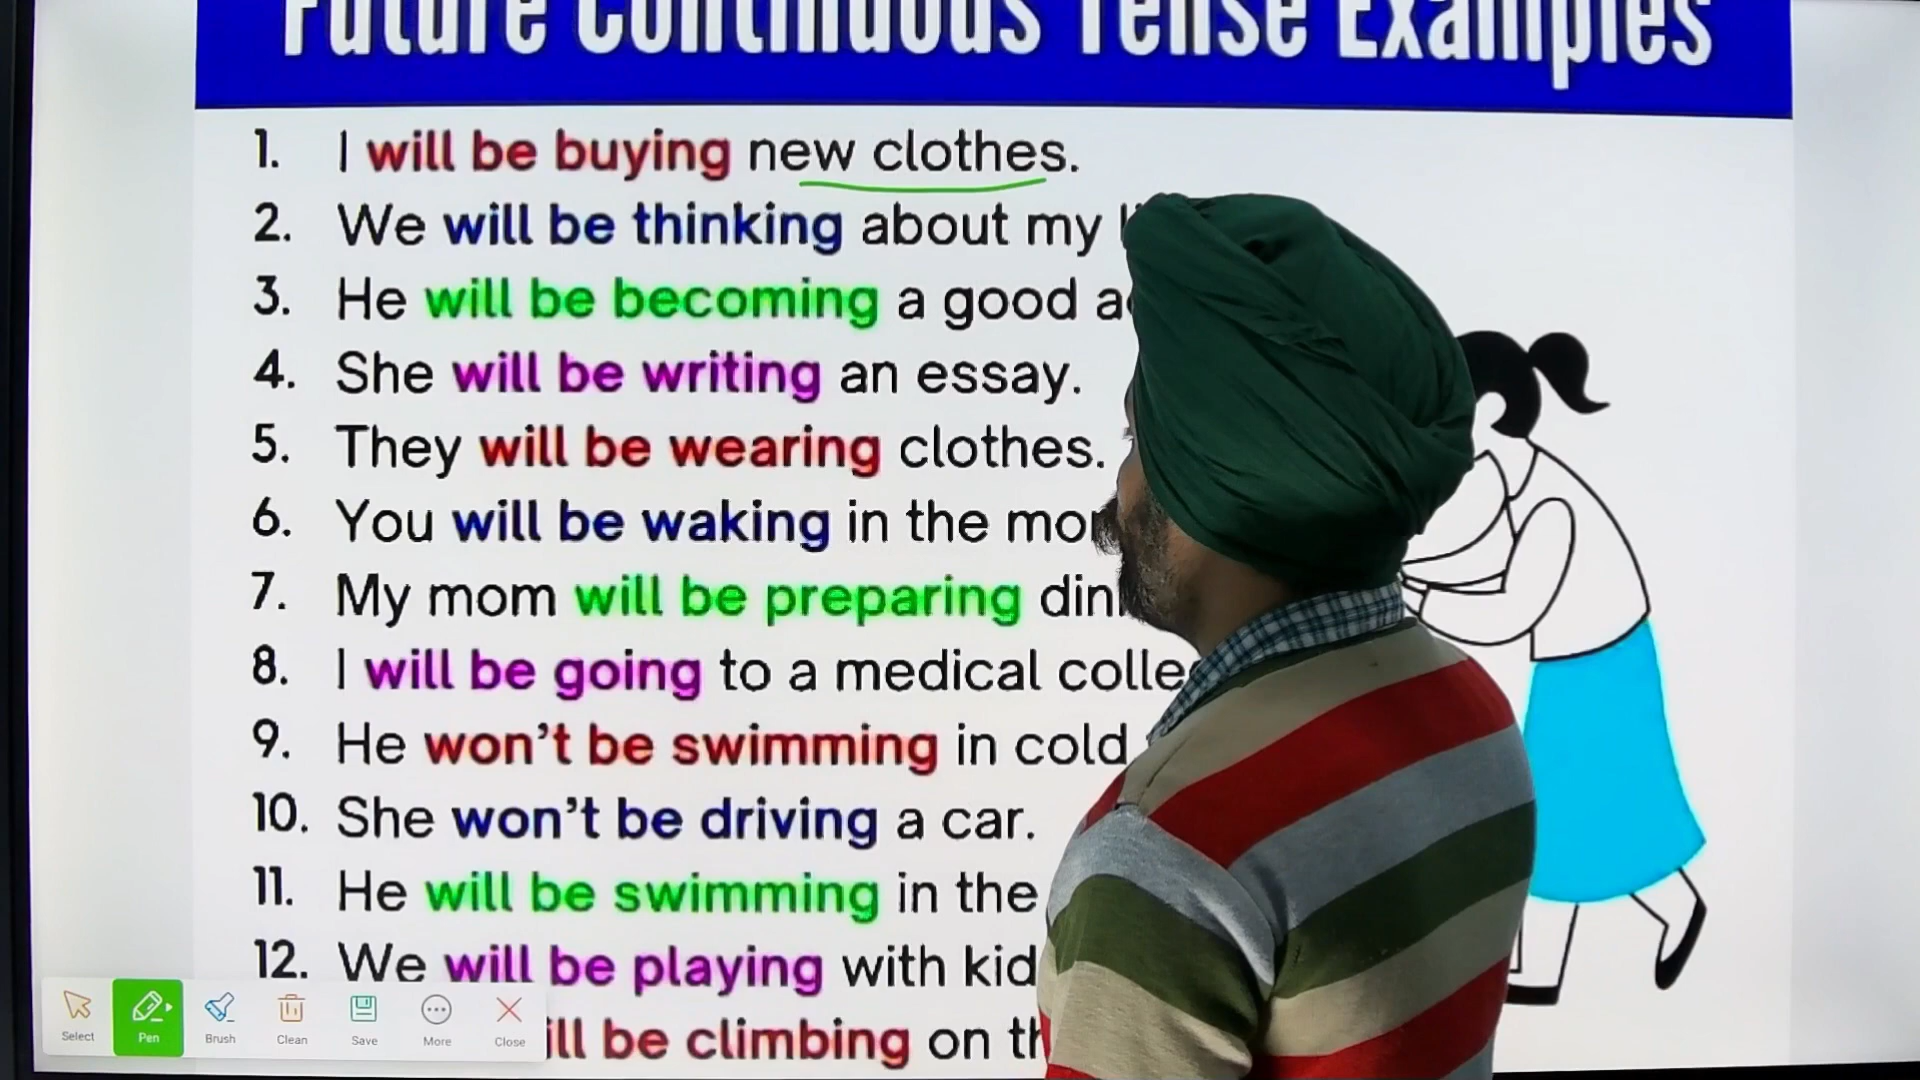 Future Continuous Tense Examples
1. I will be buying new clothes.
2. We will be thinking about my
3. He will be becoming a good
4. She will be writing an essay.
5. They will be wearing clothes.
6. You will be waking in the
7. My mom will be preparing
8. I will be going to a medical
9. He won't be swimming in cold
10. She won't be driving a car.
11. He will be swimming in the
12. We will be playing with
be climbing on
Select Pen Brush Clean Save More Close